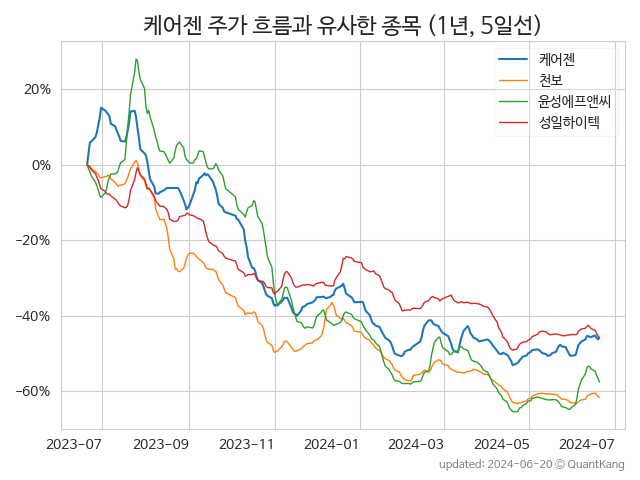 케어젠 주가 흐름과 유사한 종목 (1년, 5일선)
케어젠
천보
윤성에프앤씨
성일하이텍
20%
0%
−20%
−40%
−60%
2023-07 2023-09 2023-11 2024-01 2024-03 2024-05 2024-07
updated: 2024-06-20 © QuantKang